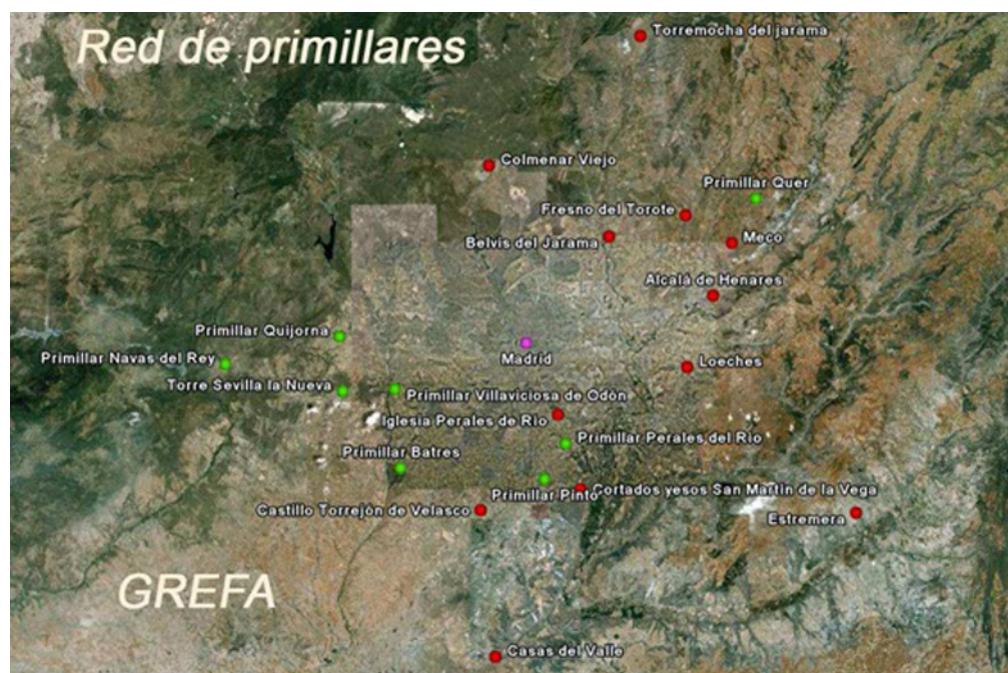 Torremocha del jarama
Red de primillares
Colmenar Viejo
Primillar Quer
Fresno del Torote
Belvis del Jarama
Meco
Alcalá de Henares
Primillar Quijorna
Primillar Navas del Rey
Madrid
Loeches
Torre Sevilla la Nueva
Primillar Villaviciosa de Odón
Iglesia Perales de Rio
Primillar Perales del Rio
Primillar Batres
Primillar Pinto
Cortados yesos San Martin de la Vega
Castillo Torrejón de Velasco
Estremera
GREFA
Casas del Valle